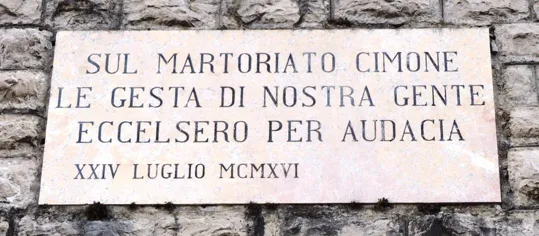 SUL MARTORIATO CIMONE
LE GESTA DI NOSTRA GENTE
ECCELSERO PER AUDACIA
XXIV LUGLIO MCMXVI